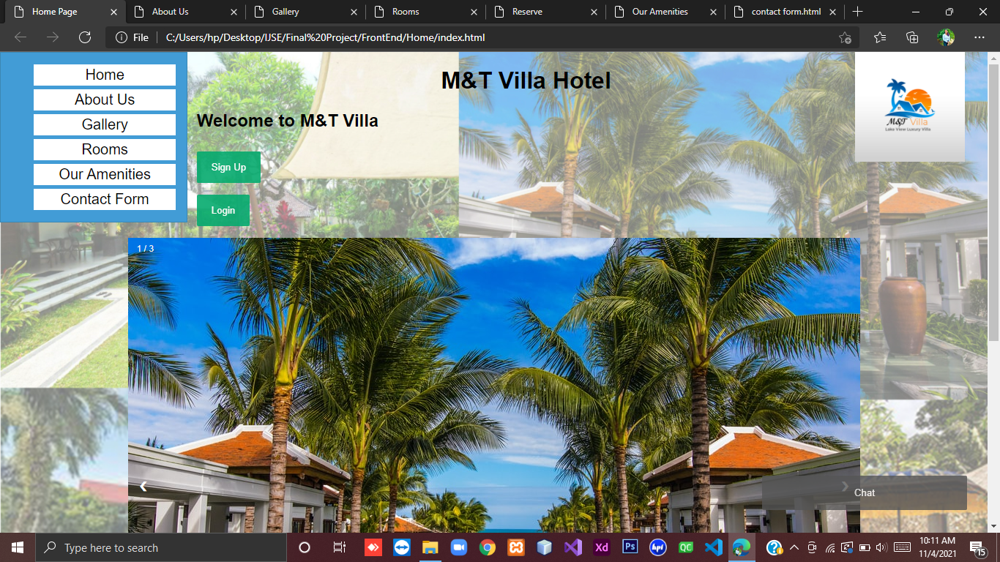 Home Page
About Us
Gallery
Rooms
Reserve
Our Amenities
contact form.html
File
C:/Users/hp/Desktop/IJSE/Final%20Project/FrontEnd/Home/index.html
Home
About Us
Gallery
Rooms
Our Amenities
Contact Form
M&T Villa Hotel
Welcome to M&T Villa
Sign Up
Login
M&T Villa
Lake View Luxury Villa
1 / 3
‹
›
Chat
Type here to search
Xd
Ps
hpf
QC
10:11 AM
11/4/2021
15